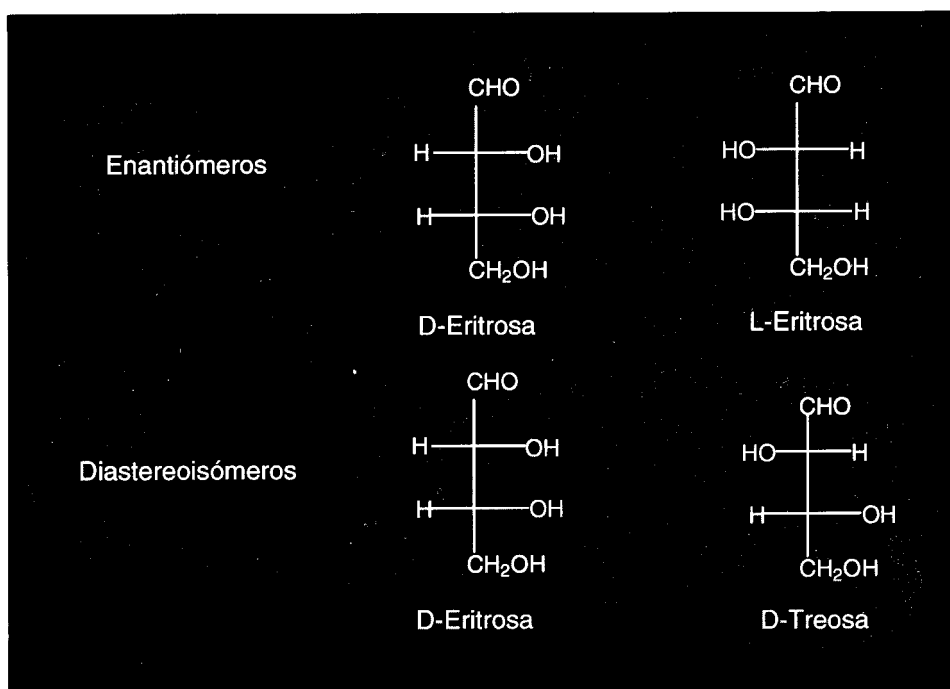 CHO CHO
Enantiómeros H OH HO H
H OH HO H
CH₂OH CH₂OH
D-Eritrosa L-Eritrosa
CHO CHO
Diastereoisómeros H OH HO H
H OH H OH
CH₂OH CH₂OH
D-Eritrosa D-Treosa